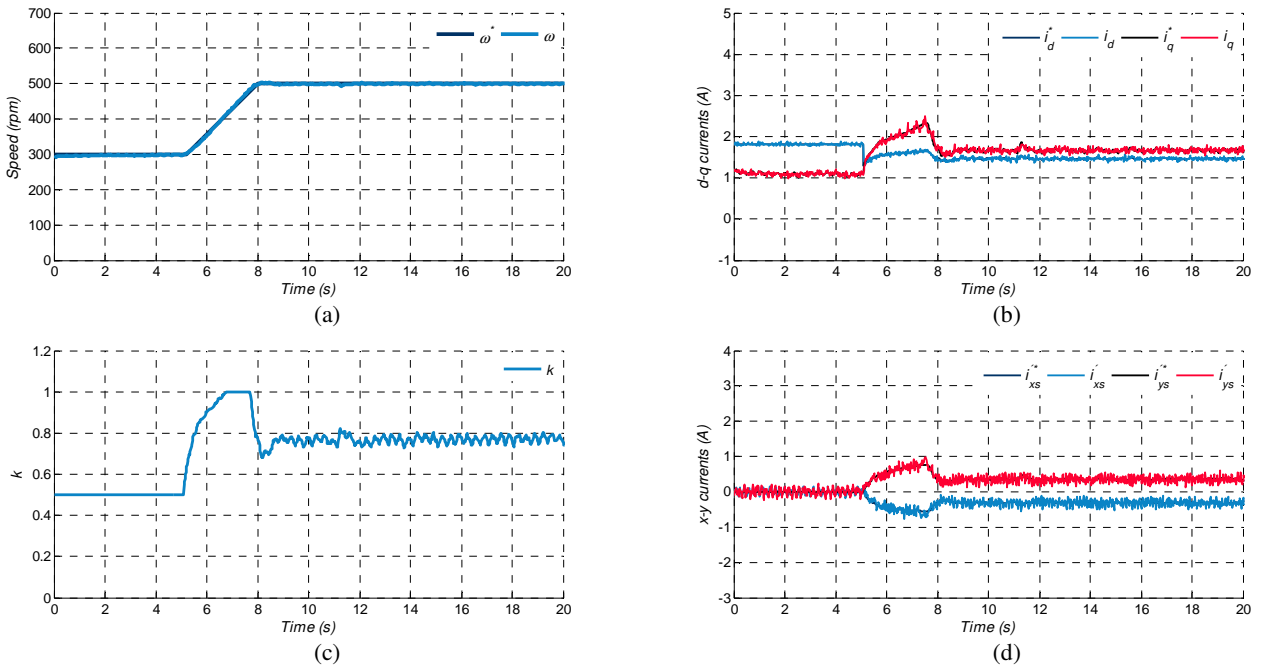 700
600
500
400
300
200
100
0
Speed (rpm)
ω* ω
0 2 4 6 8 10 12 14 16 18 20
Time (s)
(a)
5
4
3
2
1
0
-1
d-q currents (A)
i*d id i*q iq
0 2 4 6 8 10 12 14 16 18 20
Time (s)
(b)
1.2
1
0.8
0.6
0.4
0.2
0
k
k
0 2 4 6 8 10 12 14 16 18 20
Time (s)
(c)
4
3
2
1
0
-1
-2
-3
x-y currents (A)
i'*xs i'xs i'*ys i'ys
0 2 4 6 8 10 12 14 16 18 20
Time (s)
(d)